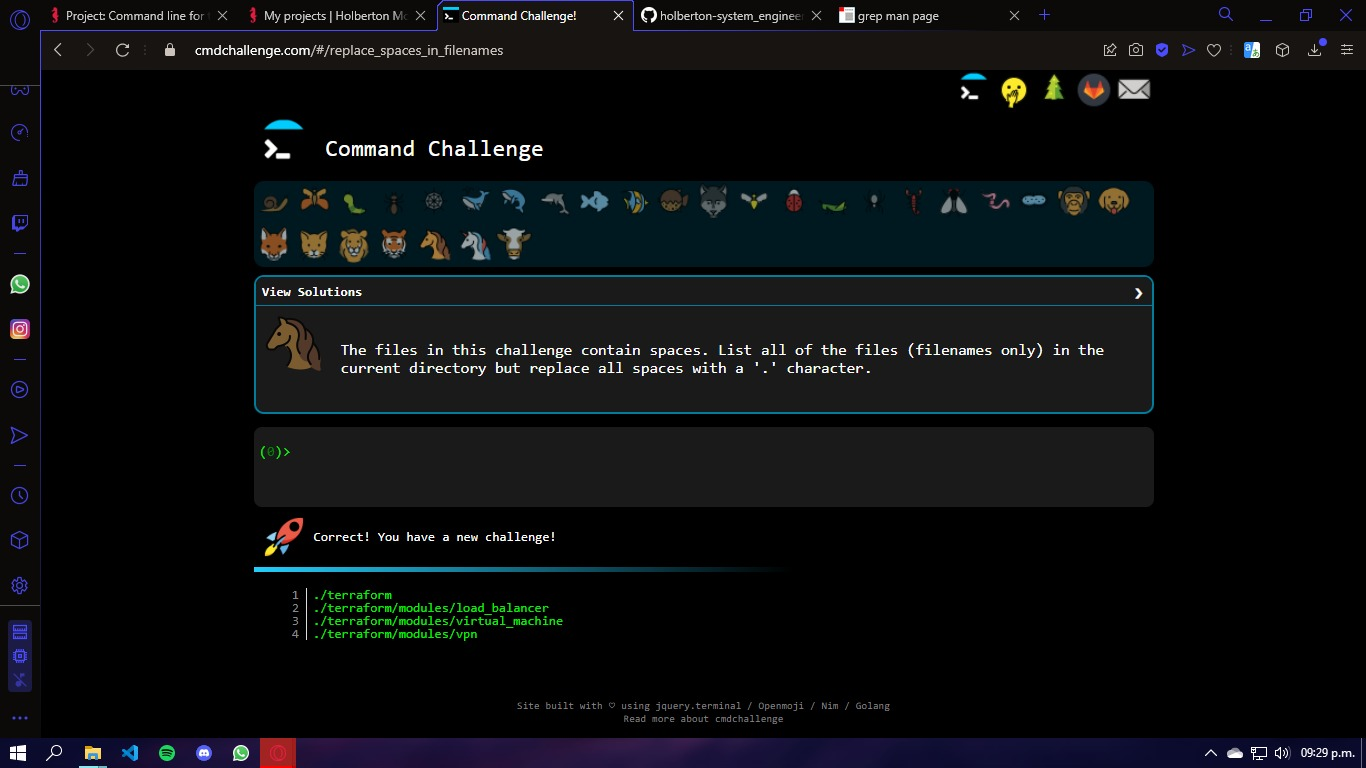 Project: Command line for
My projects | Holberton Mo
Command Challenge!
holberton-system_engineer
grep man page
cmdchallenge.com/#/replace_spaces_in_filenames
Command Challenge
View Solutions
The files in this challenge contain spaces. List all of the files (filenames only) in the
current directory but replace all spaces with a '.' character.
(0)>
Correct! You have a new challenge!
1 ./terraform
2 ./terraform/modules/load_balancer
3 ./terraform/modules/virtual_machine
4 ./terraform/modules/vpn
Site built with ♡ using jquery.terminal / Openmoji / Nim / Golang
Read more about cmdchallenge
09:29 p.m.